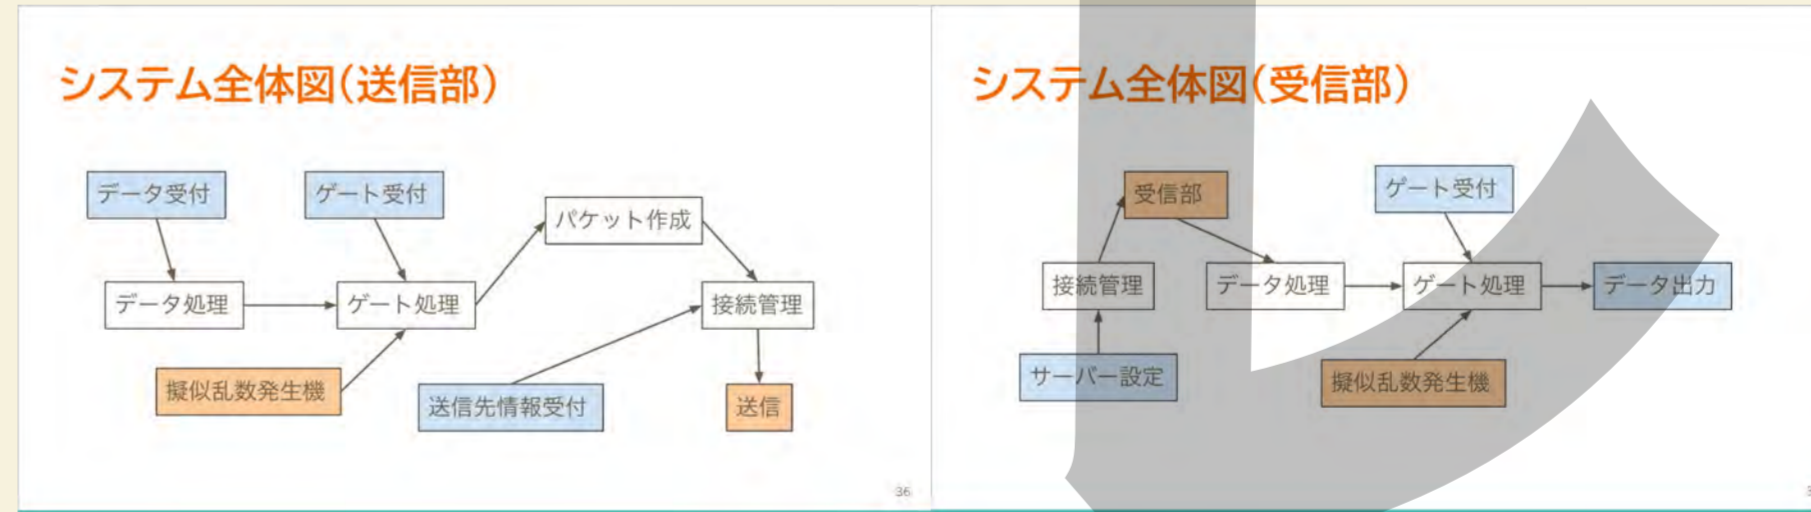 システム全体図(送信部)
データ受付
ゲート受付
パケット作成
データ処理
ゲート処理
接続管理
擬似乱数発生機
送信先情報受付
送信
36
システム全体図(受信部)
受信部
ゲート受付
接続管理
データ処理
ゲート処理
データ出力
サーバー設定
擬似乱数発生機